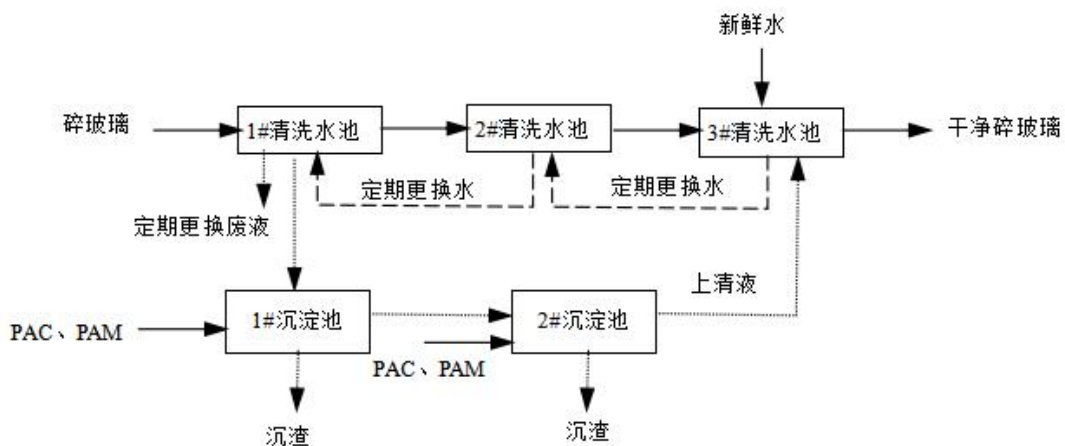 新鲜水
碎玻璃
1#清洗水池
2#清洗水池
3#清洗水池
干净碎玻璃
定期更换水
定期更换水
定期更换废液
上清液
PAC、PAM
1#沉淀池
2#沉淀池
PAC、PAM
沉渣
沉渣